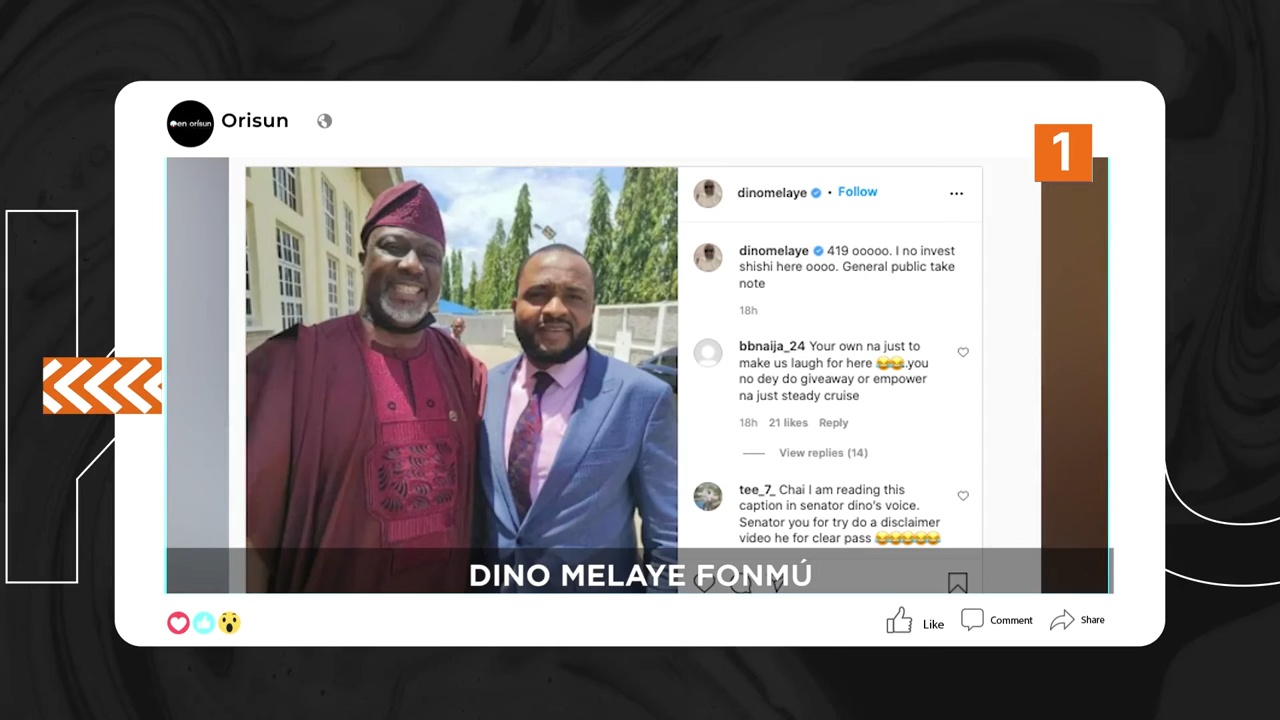 en orisun
Orisun
1
dinomelaye • Follow
dinomelaye 419 ooooo. I no invest
shishi here oooo. General public take
note
18h
bbnaija_24 Your own na just to
make us laugh for here 😂😂..you
no dey do giveaway or empower
na just steady cruise
18h 21 likes Reply
View replies (14)
tee_7_ Chai I am reading this
caption in senator dino's voice.
Senator you for try do a disclaimer
video he for clear pass 😂😂😂😂😂
DINO MELAYE FONMÚ
Like Comment Share